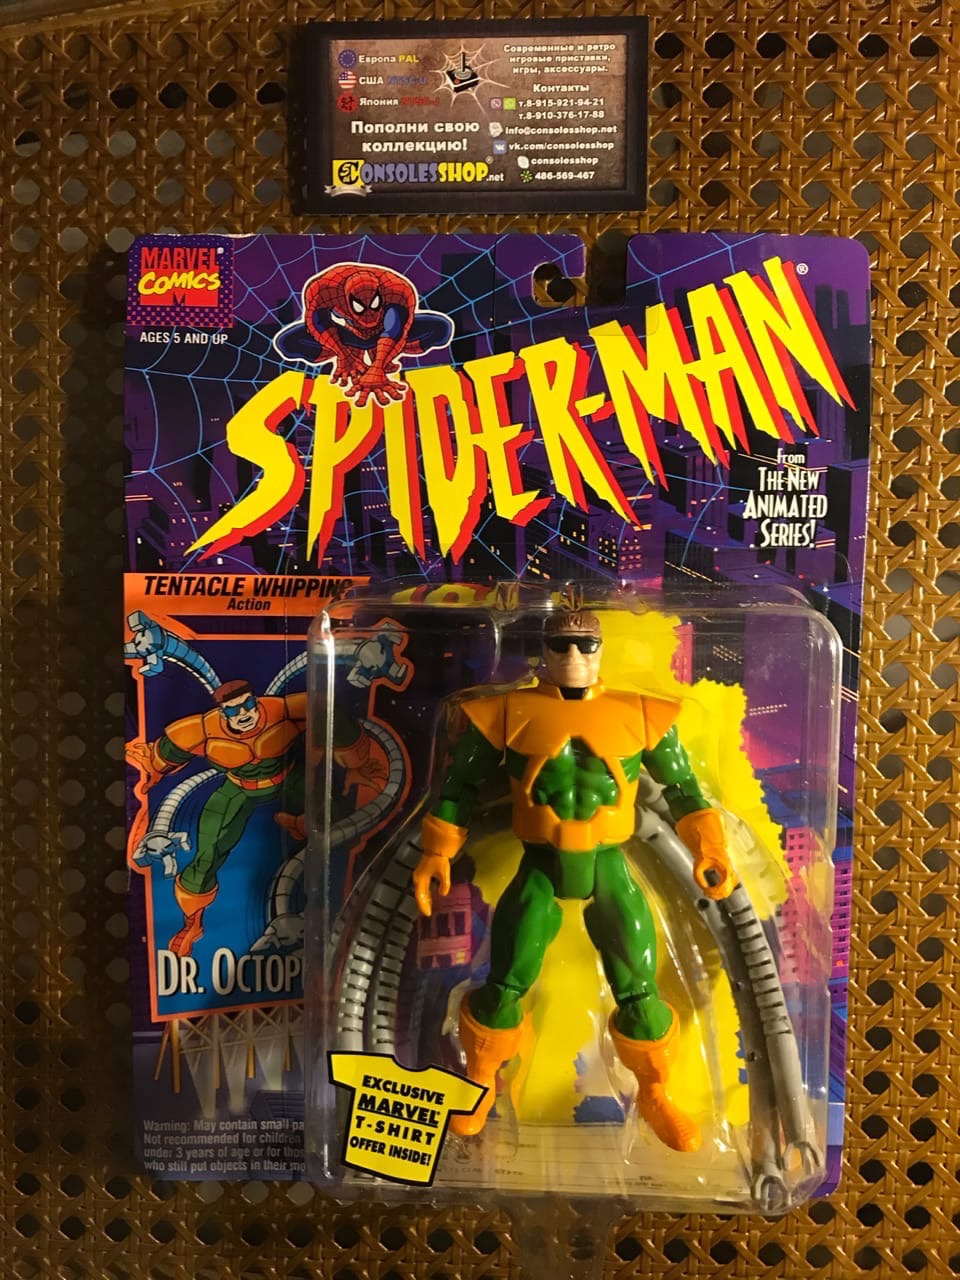 Европа PAL
США NTSC-U
Япония NTSC-J
Современные и ретро
игровые приставки,
игры, аксессуары.
Контакты
т.8-915-921-94-21
т.8-910-376-17-88
info@consolesshop.net
vk.com/consolesshop
consolesshop
486-569-467
Пополни свою
коллекцию!
CONSOLESSHOP®.net
MARVEL®
COMICS
M
AGES 5 AND UP
SPIDER-MAN®
From
THE NEW
ANIMATED
SERIES!
TENTACLE WHIPPING
Action
DR. OCTOP
EXCLUSIVE
MARVEL
T-SHIRT
OFFER INSIDE!
Warning: May contain small pa
Not recommended for children
under 3 years of age or for thos
who still put objects in their mo